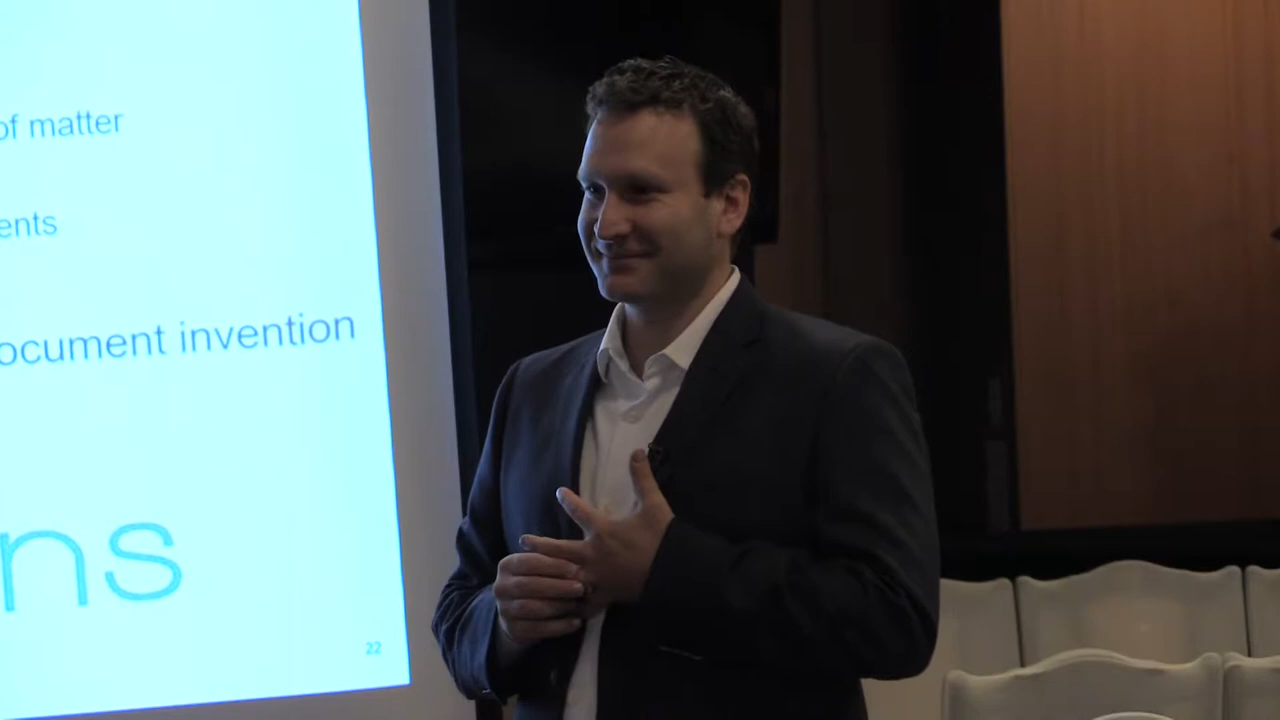 of matter
ents
ocument invention
ns
22